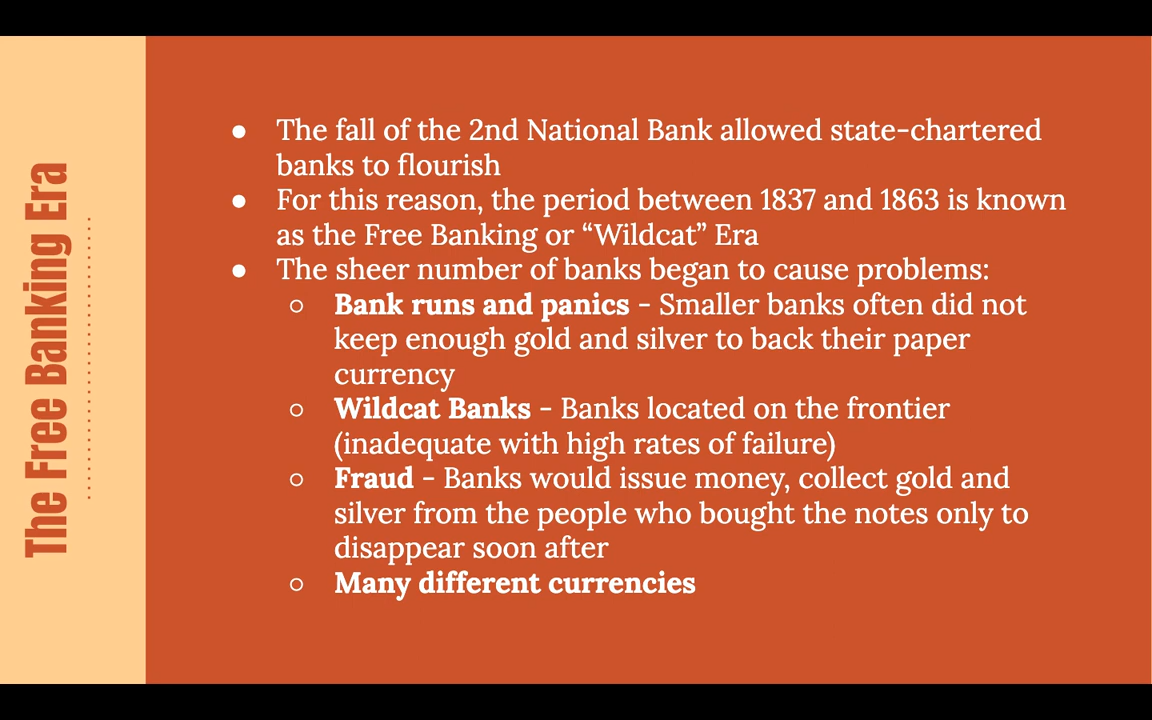 The Free Banking Era
● The fall of the 2nd National Bank allowed state-chartered
banks to flourish
● For this reason, the period between 1837 and 1863 is known
as the Free Banking or “Wildcat” Era
● The sheer number of banks began to cause problems:
○ Bank runs and panics - Smaller banks often did not
keep enough gold and silver to back their paper
currency
○ Wildcat Banks - Banks located on the frontier
(inadequate with high rates of failure)
○ Fraud - Banks would issue money, collect gold and
silver from the people who bought the notes only to
disappear soon after
○ Many different currencies